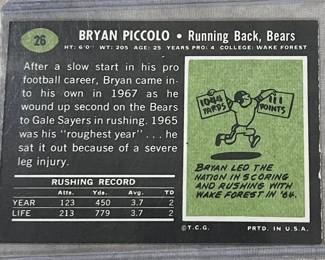 26
BRYAN PICCOLO • Running Back, Bears
HT: 6'0" WT: 205 AGE: 25 YEARS PRO: 4 COLLEGE: WAKE FOREST
After a slow start in his pro
football career, Bryan came in-
to his own in 1967 as he
wound up second on the Bears
to Gale Sayers in rushing. 1965
was his "roughest year" . . . he
sat it out because of a severe
leg injury.
RUSHING RECORD
Atts. Yds. Avg. TD
YEAR 123 450 3.7 2
LIFE 213 779 3.7 2
1044
YARDS
111
POINTS
BRYAN LED THE
NATION IN SCORING
AND RUSHING WITH
WAKE FOREST IN '64.
©T.C.G. PRTD. IN U.S.A.